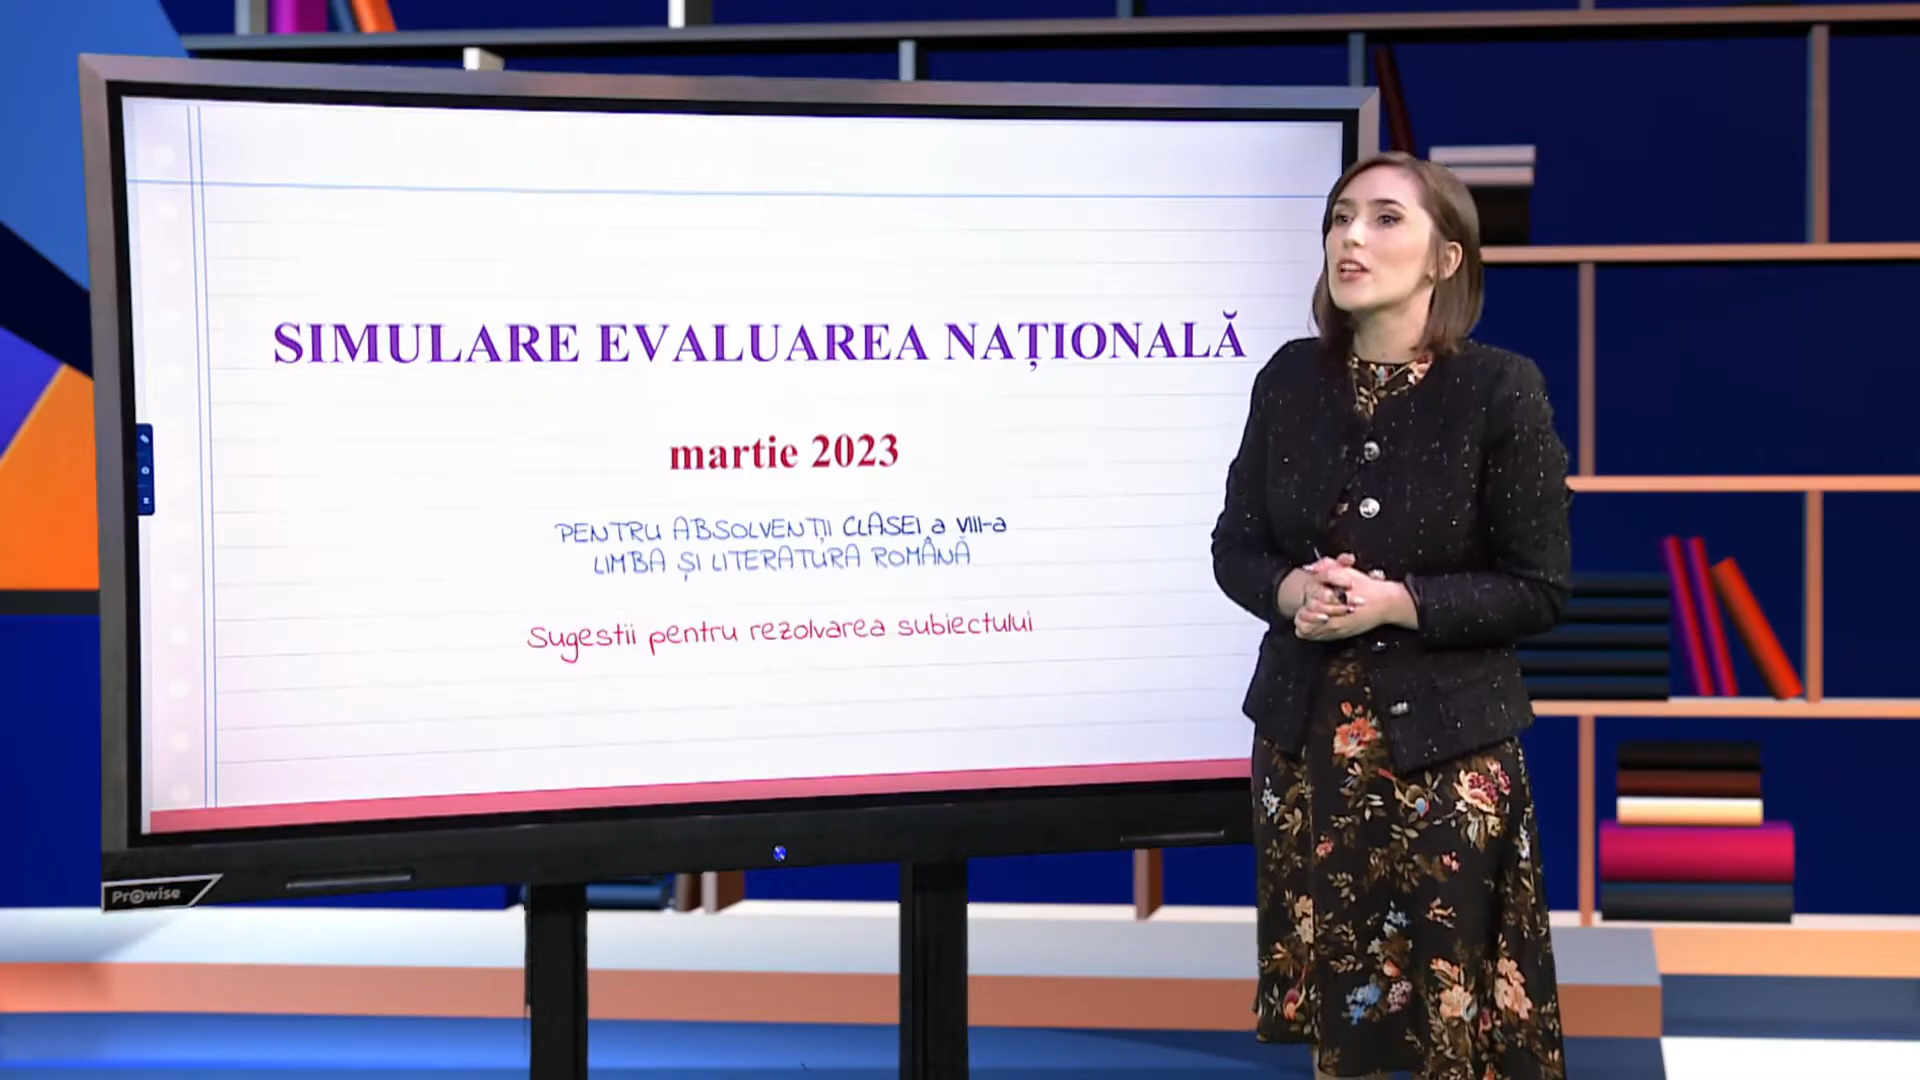 SIMULARE EVALUAREA NAȚIONALĂ
martie 2023
PENTRU ABSOLVENȚII CLASEI a VIII-a
LIMBA ȘI LITERATURA ROMÂNĂ
Sugestii pentru rezolvarea subiectului
Prowise